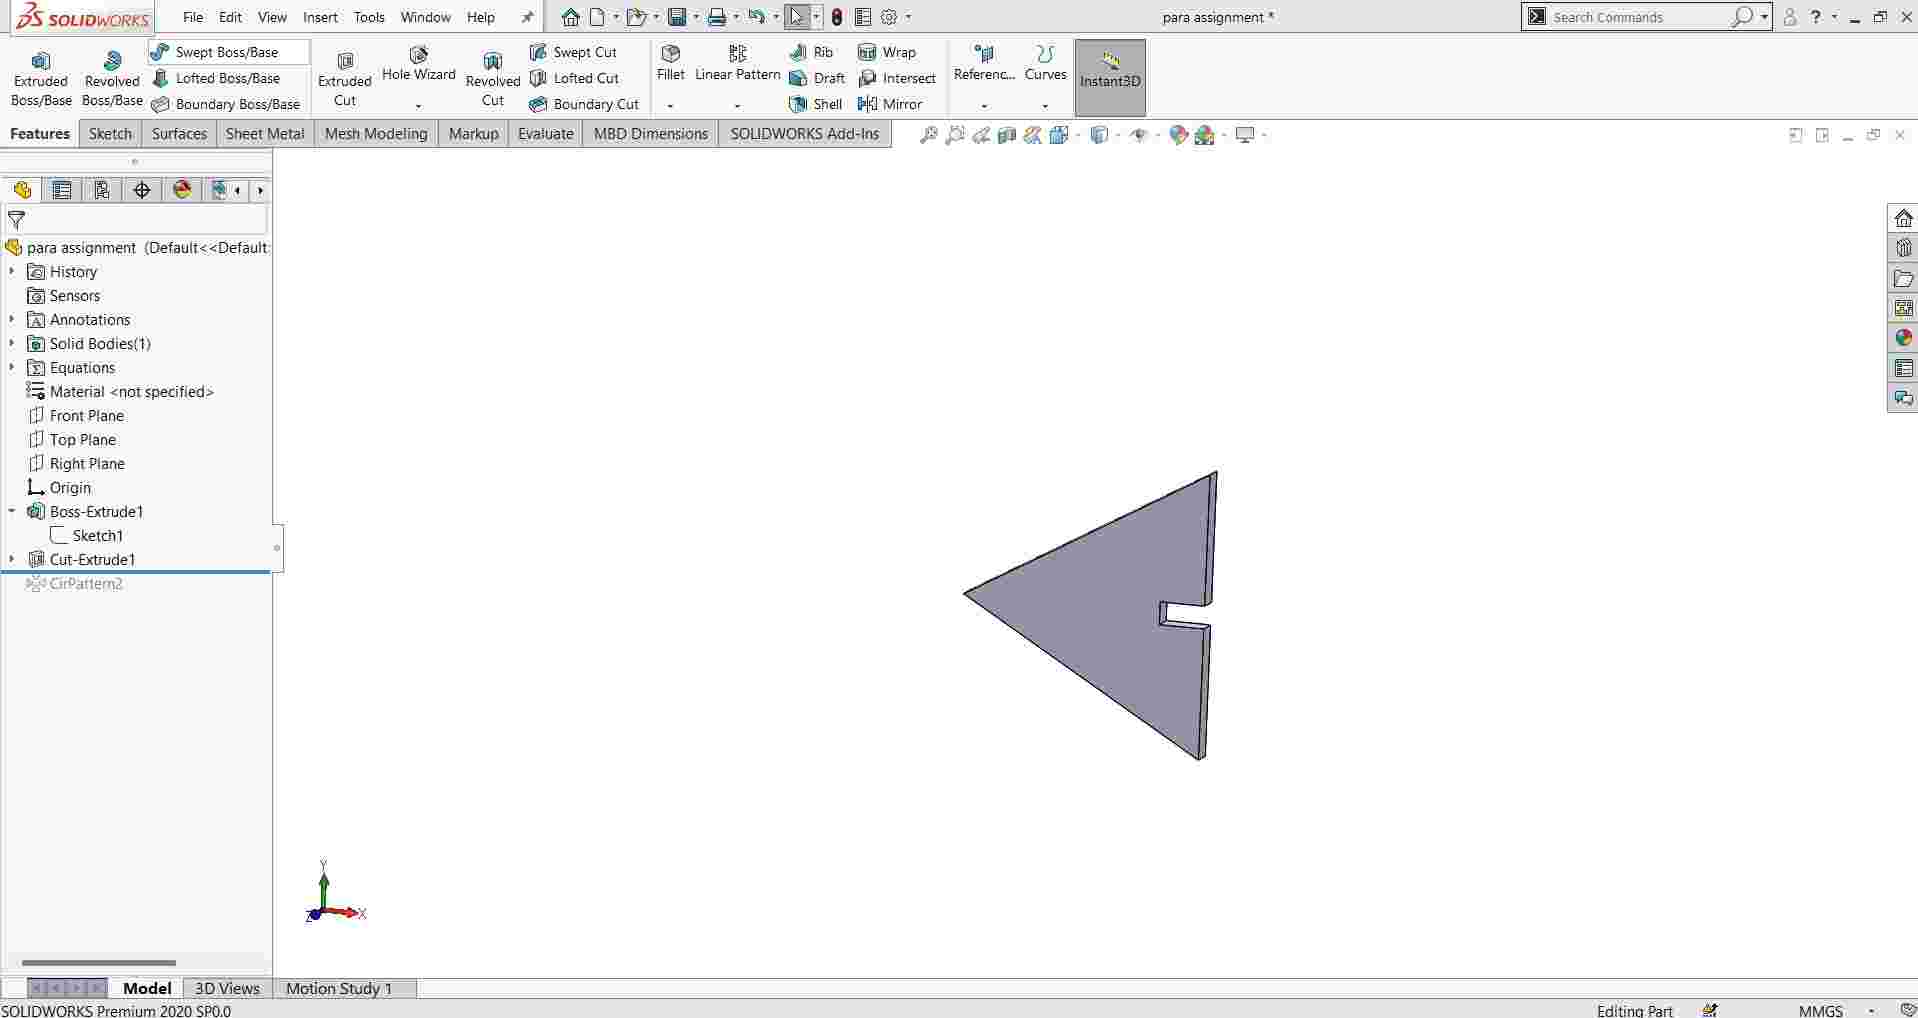 SOLIDWORKS File Edit View Insert Tools Window Help para assignment * Search Commands ?
Extruded Boss/Base
Revolved Boss/Base
Swept Boss/Base
Lofted Boss/Base
Boundary Boss/Base
Extruded Cut
Hole Wizard
Revolved Cut
Swept Cut
Lofted Cut
Boundary Cut
Fillet
Linear Pattern
Rib
Draft
Shell
Wrap
Intersect
Mirror
Referenc...
Curves
Instant3D
Features Sketch Surfaces Sheet Metal Mesh Modeling Markup Evaluate MBD Dimensions SOLIDWORKS Add-Ins
para assignment (Default<<Default
History
Sensors
Annotations
Solid Bodies(1)
Equations
Material <not specified>
Front Plane
Top Plane
Right Plane
Origin
Boss-Extrude1
Sketch1
Cut-Extrude1
CirPattern2
Y
Z X
Model 3D Views Motion Study 1
SOLIDWORKS Premium 2020 SP0.0 Editing Part MMGS